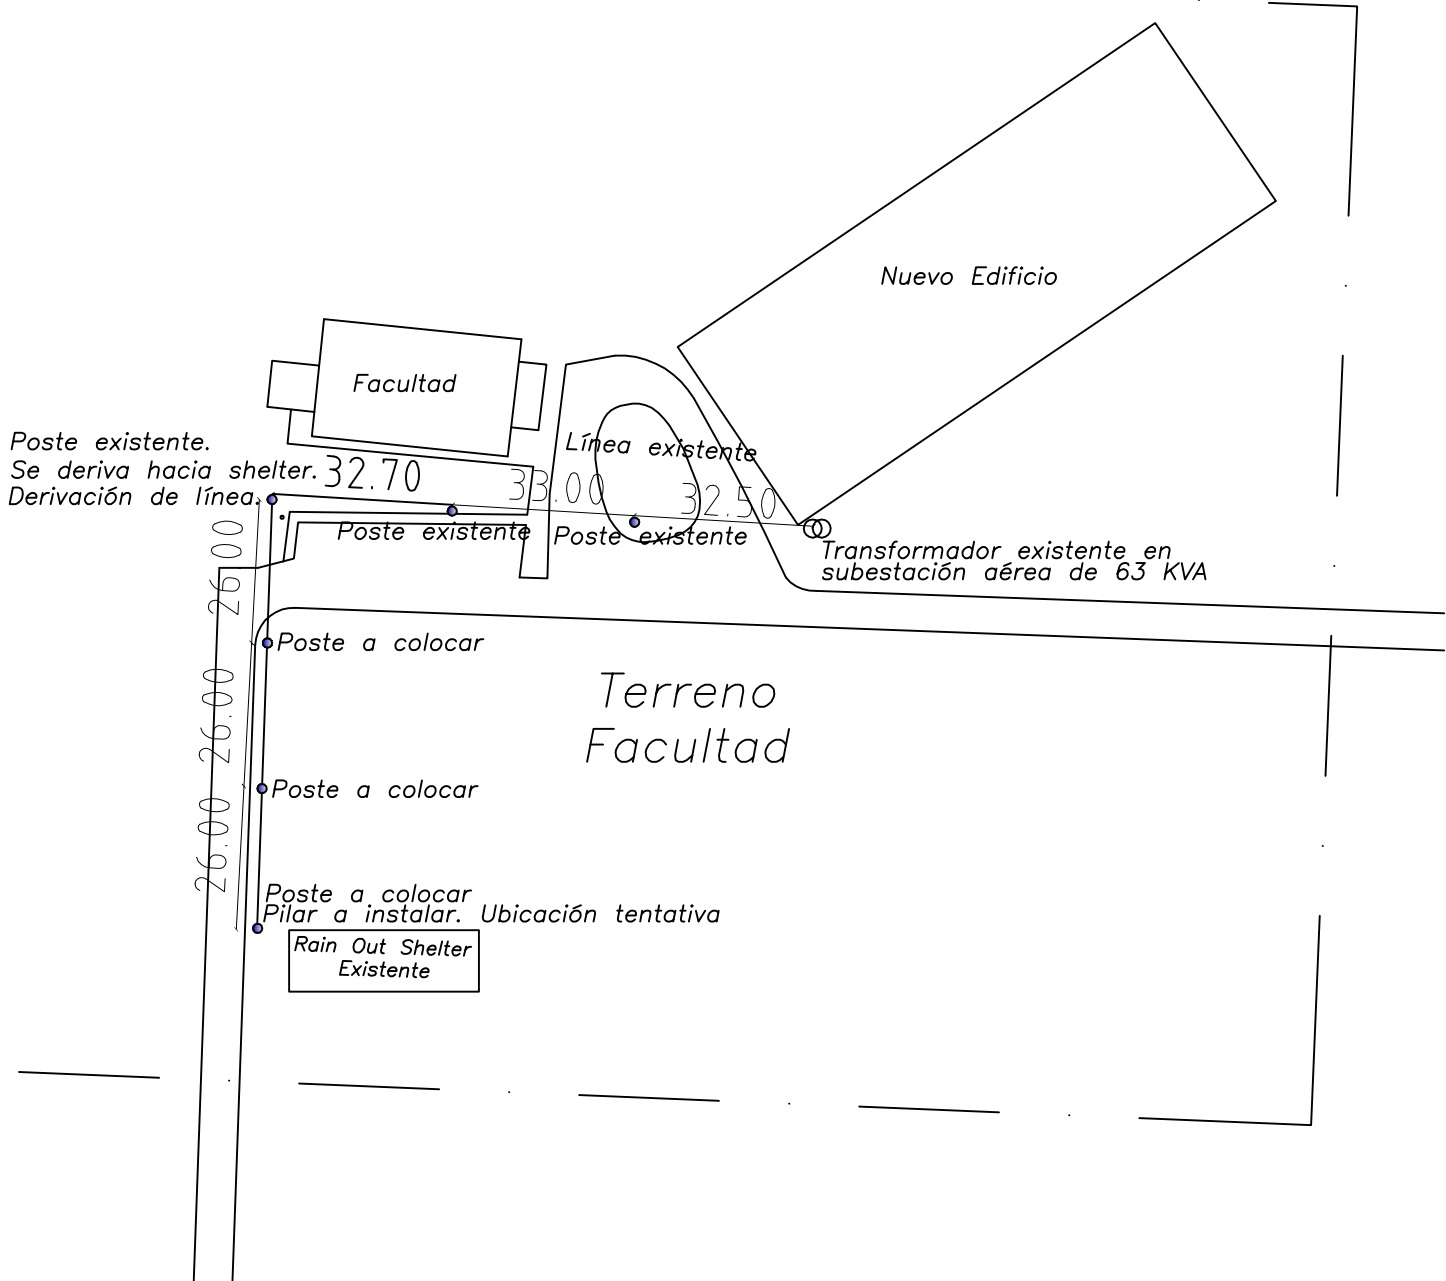 Nuevo Edificio
Facultad
Poste existente.
Se deriva hacia shelter.
Derivación de línea.
32.70
Línea existente
33.00
32.50
Poste existente
Poste existente
Transformador existente en
subestación aérea de 63 KVA
26.00
Poste a colocar
26.00
Terreno
Facultad
Poste a colocar
26.00
Poste a colocar
Pilar a instalar. Ubicación tentativa
Rain Out Shelter
Existente